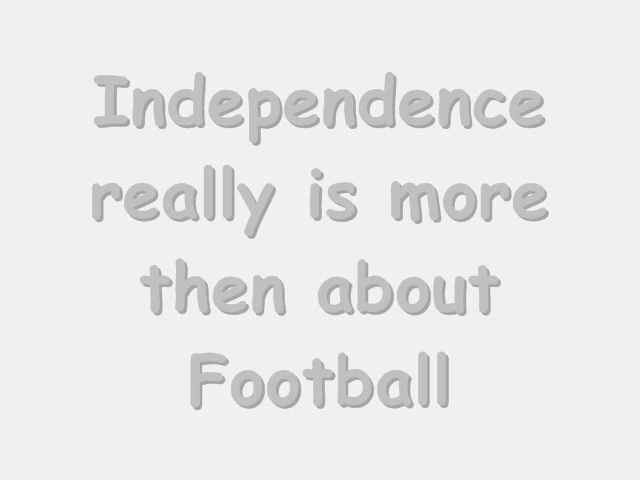 Independence
really is more
then about
Football